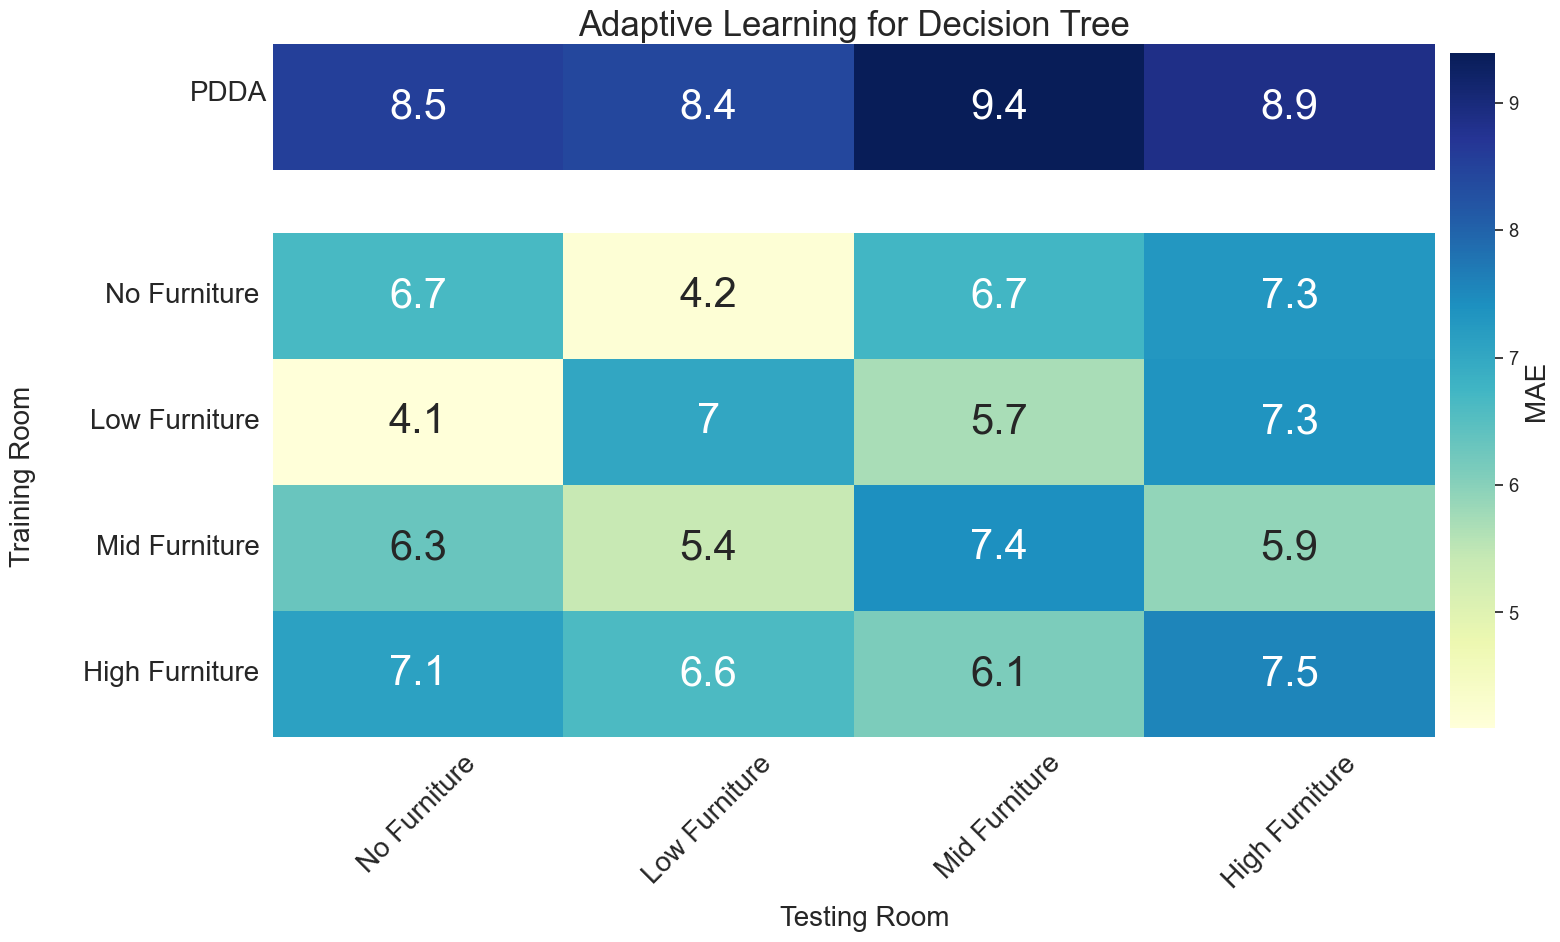 Adaptive Learning for Decision Tree
PDDA
8.5 8.4 9.4 8.9
No Furniture
6.7 4.2 6.7 7.3
Low Furniture
4.1 7 5.7 7.3
Mid Furniture
6.3 5.4 7.4 5.9
High Furniture
7.1 6.6 6.1 7.5
Training Room
No Furniture
Low Furniture
Mid Furniture
High Furniture
Testing Room
9
8
7
6
5
MAE